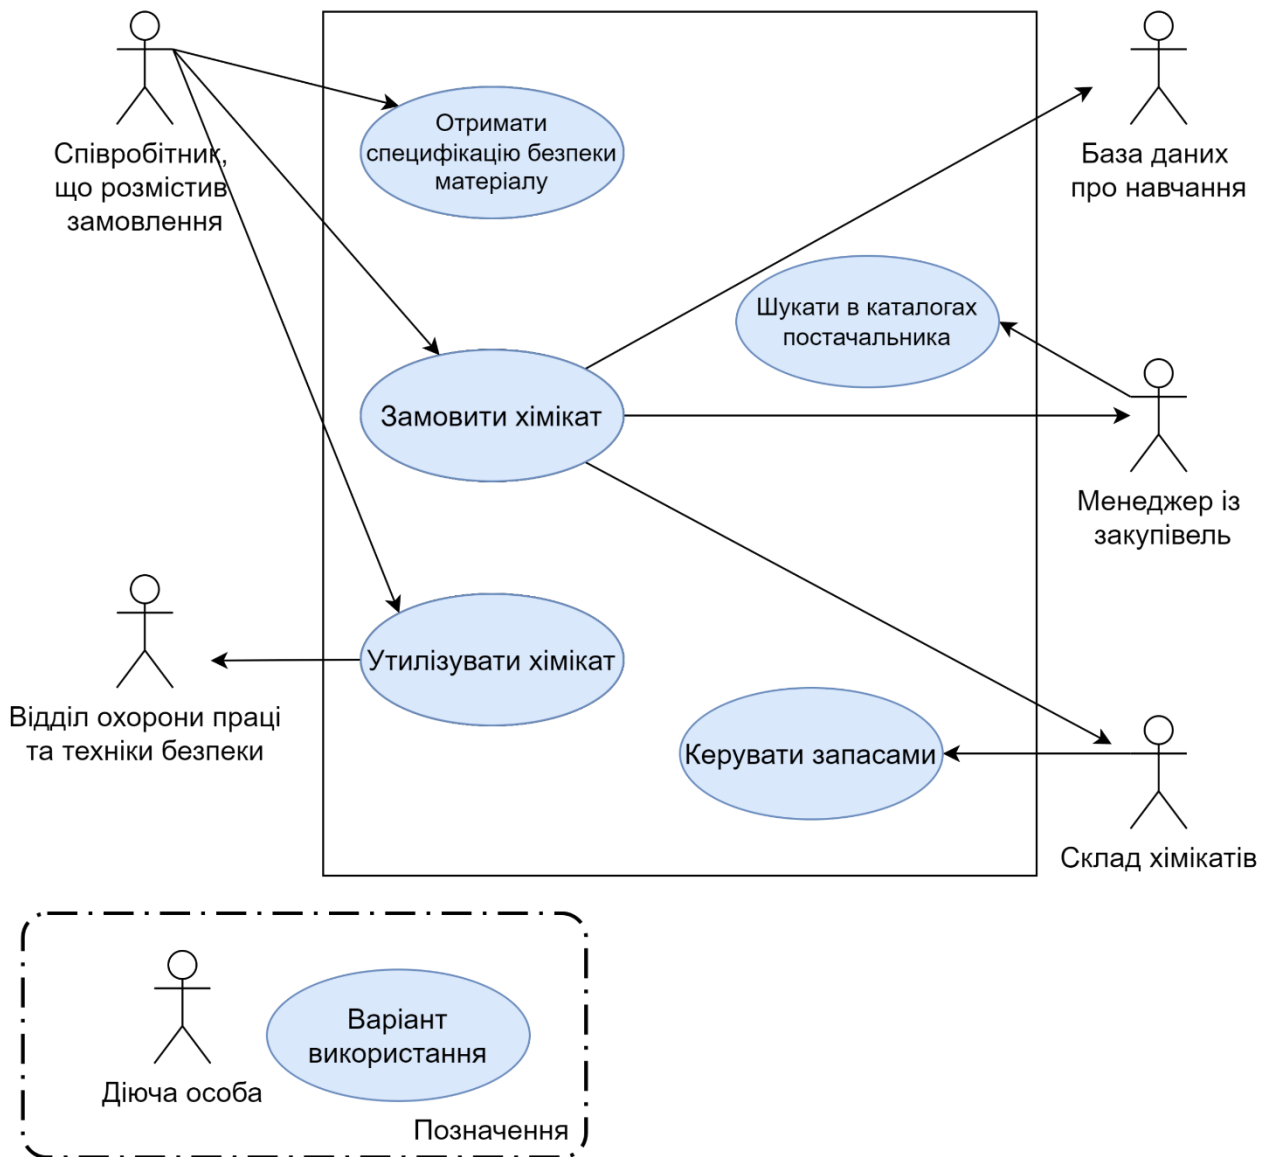 Співробітник,
що розмістив
замовлення
Отримати
специфікацію безпеки
матеріалу
База даних
про навчання
Шукати в каталогах
постачальника
Замовити хімікат
Менеджер із
закупівель
Утилізувати хімікат
Відділ охорони праці
та техніки безпеки
Керувати запасами
Склад хімікатів
Діюча особа
Варіант
використання
Позначення